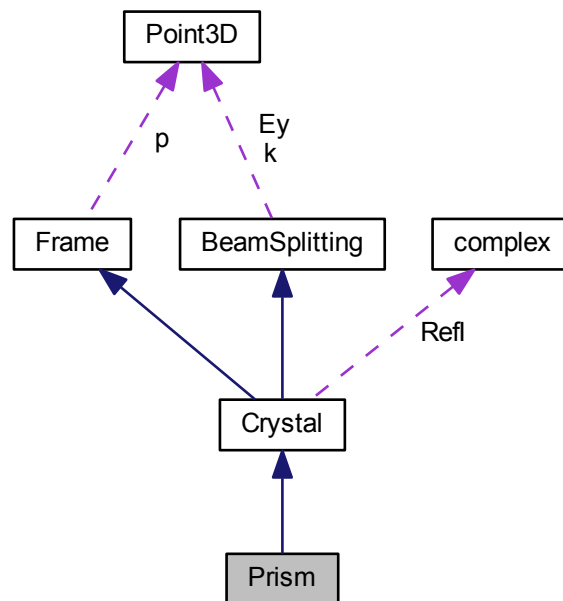 Point3D
p
Ey
k
Frame
BeamSplitting
complex
Refl
Crystal
Prism